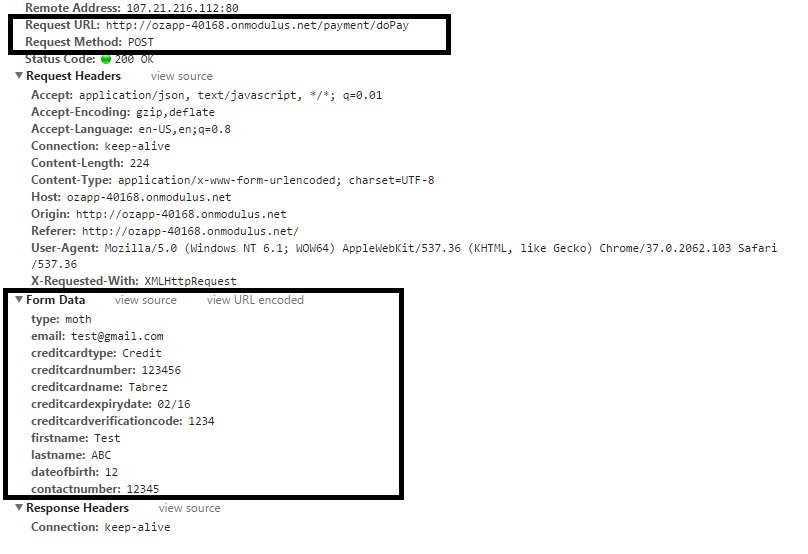 Remote Address: 107.21.216.112:80
Request URL: http://ozapp-40168.onmodulus.net/payment/doPay
Request Method: POST
Status Code: 200 OK
Request Headers view source
Accept: application/json, text/javascript, */*; q=0.01
Accept-Encoding: gzip,deflate
Accept-Language: en-US,en;q=0.8
Connection: keep-alive
Content-Length: 224
Content-Type: application/x-www-form-urlencoded; charset=UTF-8
Host: ozapp-40168.onmodulus.net
Origin: http://ozapp-40168.onmodulus.net
Referer: http://ozapp-40168.onmodulus.net/
User-Agent: Mozilla/5.0 (Windows NT 6.1; WOW64) AppleWebKit/537.36 (KHTML, like Gecko) Chrome/37.0.2062.103 Safari
/537.36
X-Requested-With: XMLHttpRequest
Form Data view source view URL encoded
type: moth
email: test@gmail.com
creditcardtype: Credit
creditcardnumber: 123456
creditcardname: Tabrez
creditcardexpirydate: 02/16
creditcardverificationcode: 1234
firstname: Test
lastname: ABC
dateofbirth: 12
contactnumber: 12345
Response Headers view source
Connection: keep-alive